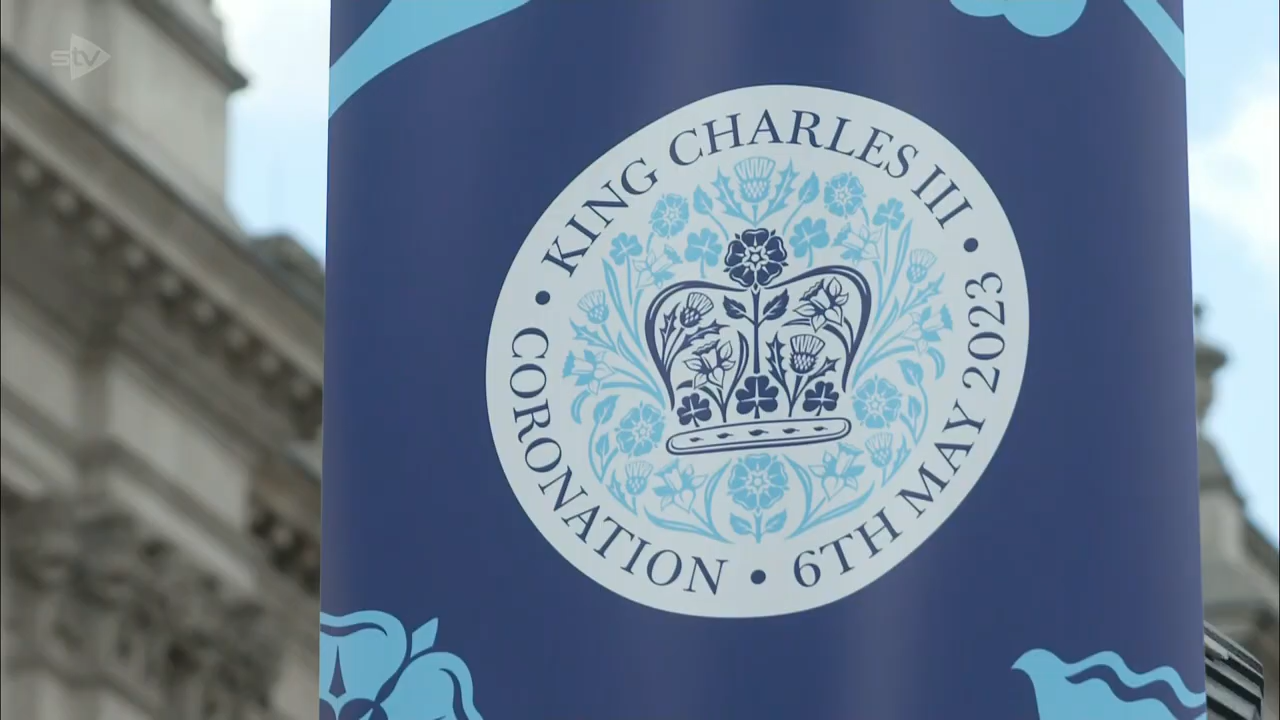 stv
KING CHARLES III
• CORONATION • 6TH MAY 2023 •